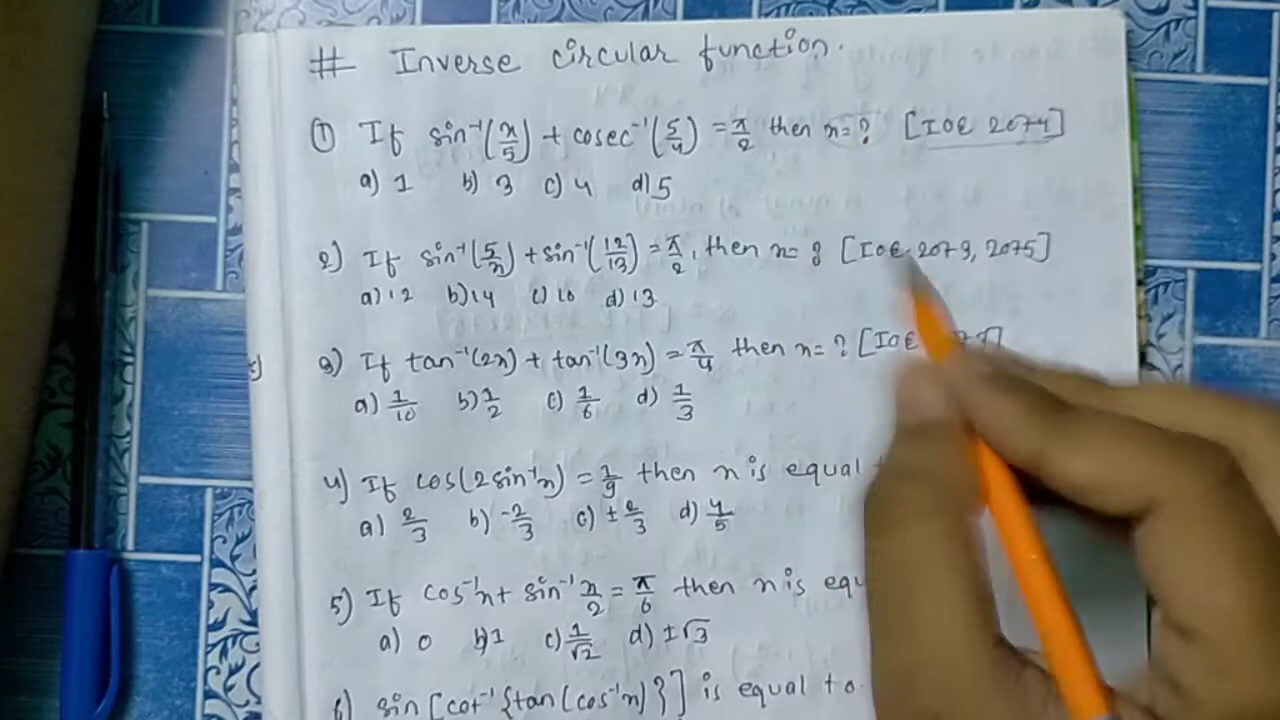 # Inverse circular function.
① If sin⁻¹(x/5) + cosec⁻¹(5/4) = π/2 then x=? [IOE 2074]
a) 1 b) 3 c) 4 d) 5
2) If sin⁻¹(5/x) + sin⁻¹(12/13) = π/2, then x= ? [IOE 2073, 2075]
a) 12 b) 14 c) 10 d) 13.
3) If tan⁻¹(2x) + tan⁻¹(3x) = π/4 then x= ? [IOE
a) 1/10 b) 1/2 c) 1/6 d) 1/3
4) If cos(2sin⁻¹x) = 1/9 then x is equal
a) 2/3 b) -2/3 c) ±2/3 d) 4/5
5) If cos⁻¹x + sin⁻¹ x/2 = π/6 then x is equ
a) 0 b) 1 c) 1/√2 d) ±√3
6) sin[cot⁻¹{tan(cos⁻¹x)}] is equal to